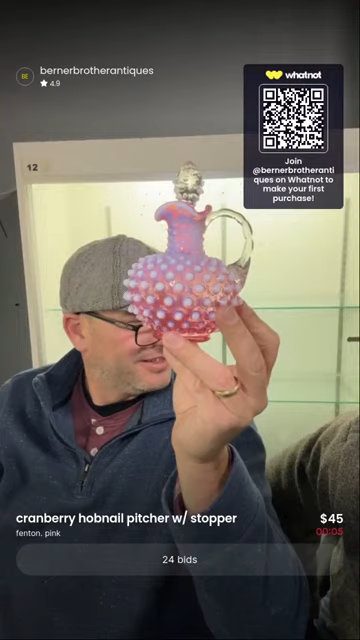 BE
bernerbrotherantiques
4.9
whatnot
Join
@bernerbrotheranti
ques on Whatnot to
make your first
purchase!
12
cranberry hobnail pitcher w/ stopper
$45
fenton. pink
00:05
24 bids